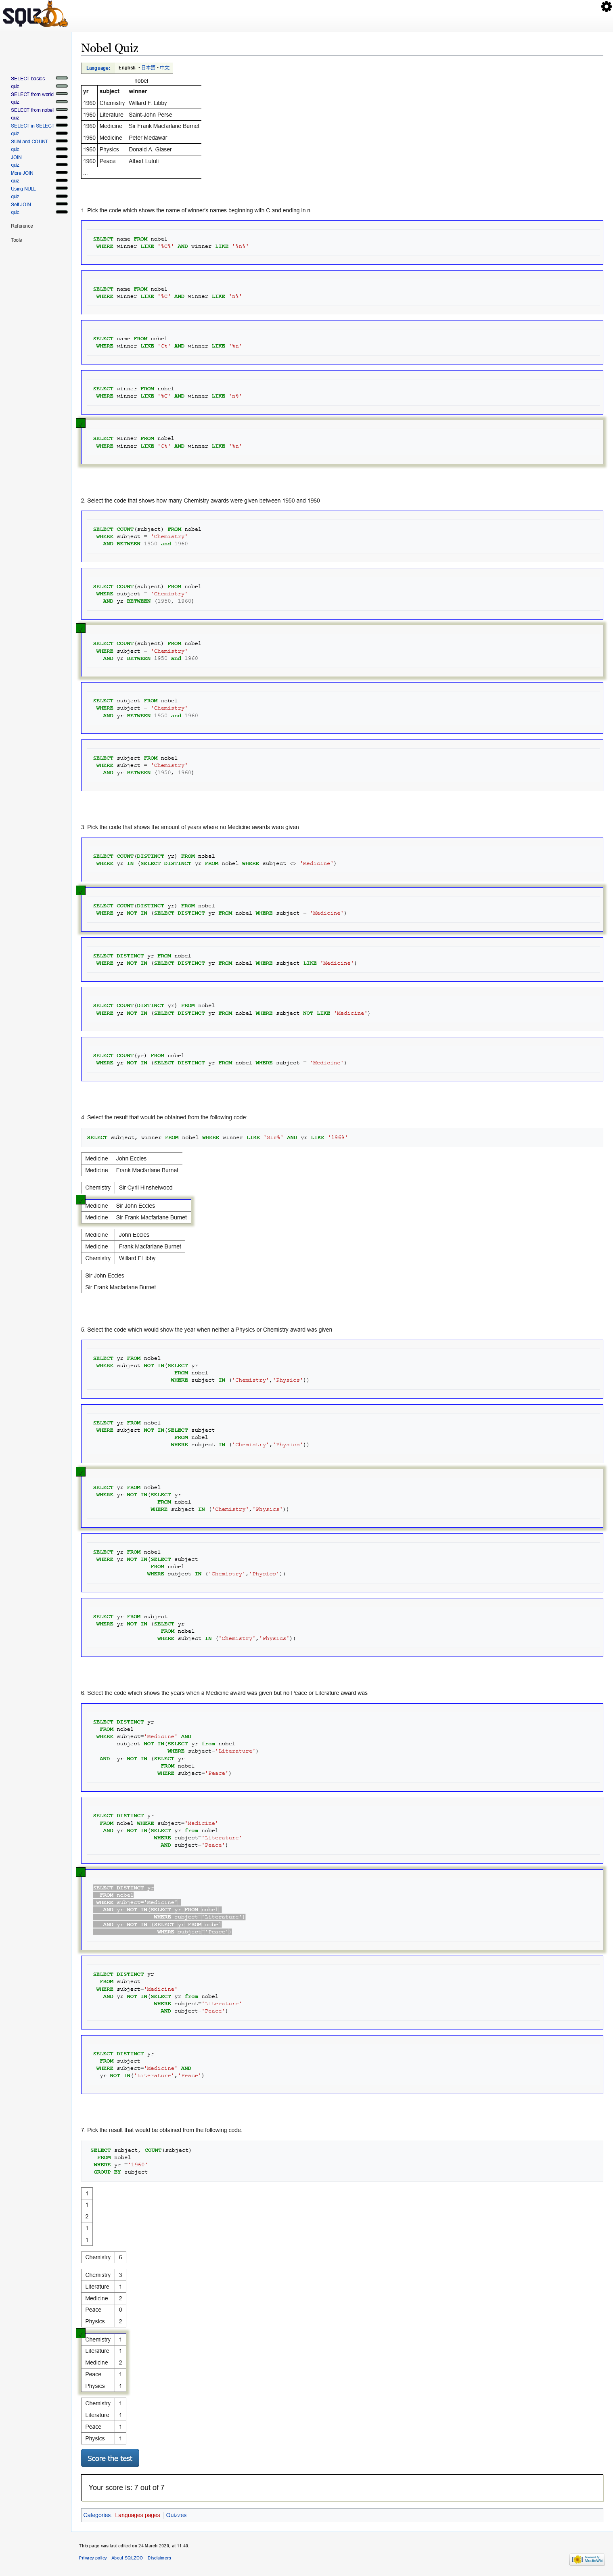 SQLZOO
Nobel Quiz
Language: English • 日本語 • 中文
SELECT basics
quiz
SELECT from world
quiz
SELECT from nobel
quiz
SELECT in SELECT
quiz
SUM and COUNT
quiz
JOIN
quiz
More JOIN
quiz
Using NULL
quiz
Self JOIN
quiz
Reference
Tools
nobel
yr subject winner
1960 Chemistry Willard F. Libby
1960 Literature Saint-John Perse
1960 Medicine Sir Frank Macfarlane Burnet
1960 Medicine Peter Medawar
1960 Physics Donald A. Glaser
1960 Peace Albert Lutuli
...
1. Pick the code which shows the name of winner's names beginning with C and ending in n
SELECT name FROM nobel
WHERE winner LIKE '%C%' AND winner LIKE '%n%'
SELECT name FROM nobel
WHERE winner LIKE '%C' AND winner LIKE 'n%'
SELECT name FROM nobel
WHERE winner LIKE 'C%' AND winner LIKE '%n'
SELECT winner FROM nobel
WHERE winner LIKE '%C' AND winner LIKE 'n%'
SELECT winner FROM nobel
WHERE winner LIKE 'C%' AND winner LIKE '%n'
2. Select the code that shows how many Chemistry awards were given between 1950 and 1960
SELECT COUNT(subject) FROM nobel
WHERE subject = 'Chemistry'
AND BETWEEN 1950 and 1960
SELECT COUNT(subject) FROM nobel
WHERE subject = 'Chemistry'
AND yr BETWEEN (1950, 1960)
SELECT COUNT(subject) FROM nobel
WHERE subject = 'Chemistry'
AND yr BETWEEN 1950 and 1960
SELECT subject FROM nobel
WHERE subject = 'Chemistry'
AND yr BETWEEN 1950 and 1960
SELECT subject FROM nobel
WHERE subject = 'Chemistry'
AND yr BETWEEN (1950, 1960)
3. Pick the code that shows the amount of years where no Medicine awards were given
SELECT COUNT(DISTINCT yr) FROM nobel
WHERE yr IN (SELECT DISTINCT yr FROM nobel WHERE subject <> 'Medicine')
SELECT COUNT(DISTINCT yr) FROM nobel
WHERE yr NOT IN (SELECT DISTINCT yr FROM nobel WHERE subject = 'Medicine')
SELECT DISTINCT yr FROM nobel
WHERE yr NOT IN (SELECT DISTINCT yr FROM nobel WHERE subject LIKE 'Medicine')
SELECT COUNT(DISTINCT yr) FROM nobel
WHERE yr NOT IN (SELECT DISTINCT yr FROM nobel WHERE subject NOT LIKE 'Medicine')
SELECT COUNT(yr) FROM nobel
WHERE yr NOT IN (SELECT DISTINCT yr FROM nobel WHERE subject = 'Medicine')
4. Select the result that would be obtained from the following code:
SELECT subject, winner FROM nobel WHERE winner LIKE 'Sir%' AND yr LIKE '196%'
Medicine John Eccles
Medicine Frank Macfarlane Burnet
Chemistry Sir Cyril Hinshelwood
Medicine Sir John Eccles
Medicine Sir Frank Macfarlane Burnet
Medicine John Eccles
Medicine Frank Macfarlane Burnet
Chemistry Willard F.Libby
Sir John Eccles
Sir Frank Macfarlane Burnet
5. Select the code which would show the year when neither a Physics or Chemistry award was given
SELECT yr FROM nobel
WHERE subject NOT IN(SELECT yr
FROM nobel
WHERE subject IN ('Chemistry','Physics'))
SELECT yr FROM nobel
WHERE subject NOT IN(SELECT subject
FROM nobel
WHERE subject IN ('Chemistry','Physics'))
SELECT yr FROM nobel
WHERE yr NOT IN(SELECT yr
FROM nobel
WHERE subject IN ('Chemistry','Physics'))
SELECT yr FROM nobel
WHERE yr NOT IN(SELECT subject
FROM nobel
WHERE subject IN ('Chemistry','Physics'))
SELECT yr FROM subject
WHERE yr NOT IN (SELECT yr
FROM nobel
WHERE subject IN ('Chemistry','Physics'))
6. Select the code which shows the years when a Medicine award was given but no Peace or Literature award was
SELECT DISTINCT yr
FROM nobel
WHERE subject='Medicine' AND
subject NOT IN(SELECT yr from nobel
WHERE subject='Literature')
AND yr NOT IN (SELECT yr
FROM nobel
WHERE subject='Peace')
SELECT DISTINCT yr
FROM nobel WHERE subject='Medicine'
AND yr NOT IN(SELECT yr from nobel
WHERE subject='Literature'
AND subject='Peace')
SELECT DISTINCT yr
FROM nobel
WHERE subject='Medicine'
AND yr NOT IN(SELECT yr FROM nobel
WHERE subject='Literature')
AND yr NOT IN (SELECT yr FROM nobel
WHERE subject='Peace')
SELECT DISTINCT yr
FROM subject
WHERE subject='Medicine'
AND yr NOT IN(SELECT yr from nobel
WHERE subject='Literature'
AND subject='Peace')
SELECT DISTINCT yr
FROM subject
WHERE subject='Medicine' AND
yr NOT IN('Literature','Peace')
7. Pick the result that would be obtained from the following code:
SELECT subject, COUNT(subject)
FROM nobel
WHERE yr ='1960'
GROUP BY subject
1
1
2
1
1
Chemistry 6
Chemistry 3
Literature 1
Medicine 2
Peace 0
Physics 2
Chemistry 1
Literature 1
Medicine 2
Peace 1
Physics 1
Chemistry 1
Literature 1
Peace 1
Physics 1
Score the test
Your score is: 7 out of 7
Categories: Languages pages | Quizzes
This page was last edited on 24 March 2020, at 11:46.
Privacy policy About SQLZOO Disclaimers
MediaWiki